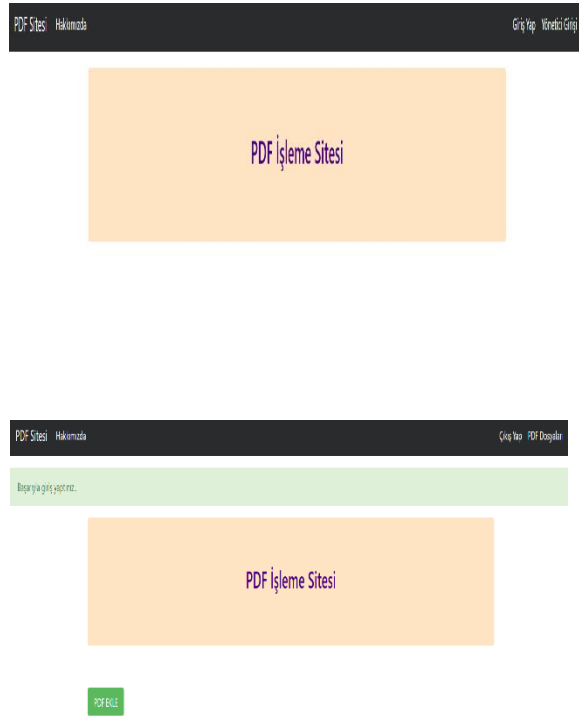 PDF Sitesi Hakkımızda Giriş Yap Yönetici Girişi
PDF İşleme Sitesi
PDF Sitesi Hakkımızda Çıkış Yap PDF Dosyaları
Başarıyla giriş yaptınız..
PDF İşleme Sitesi
PDF EKLE